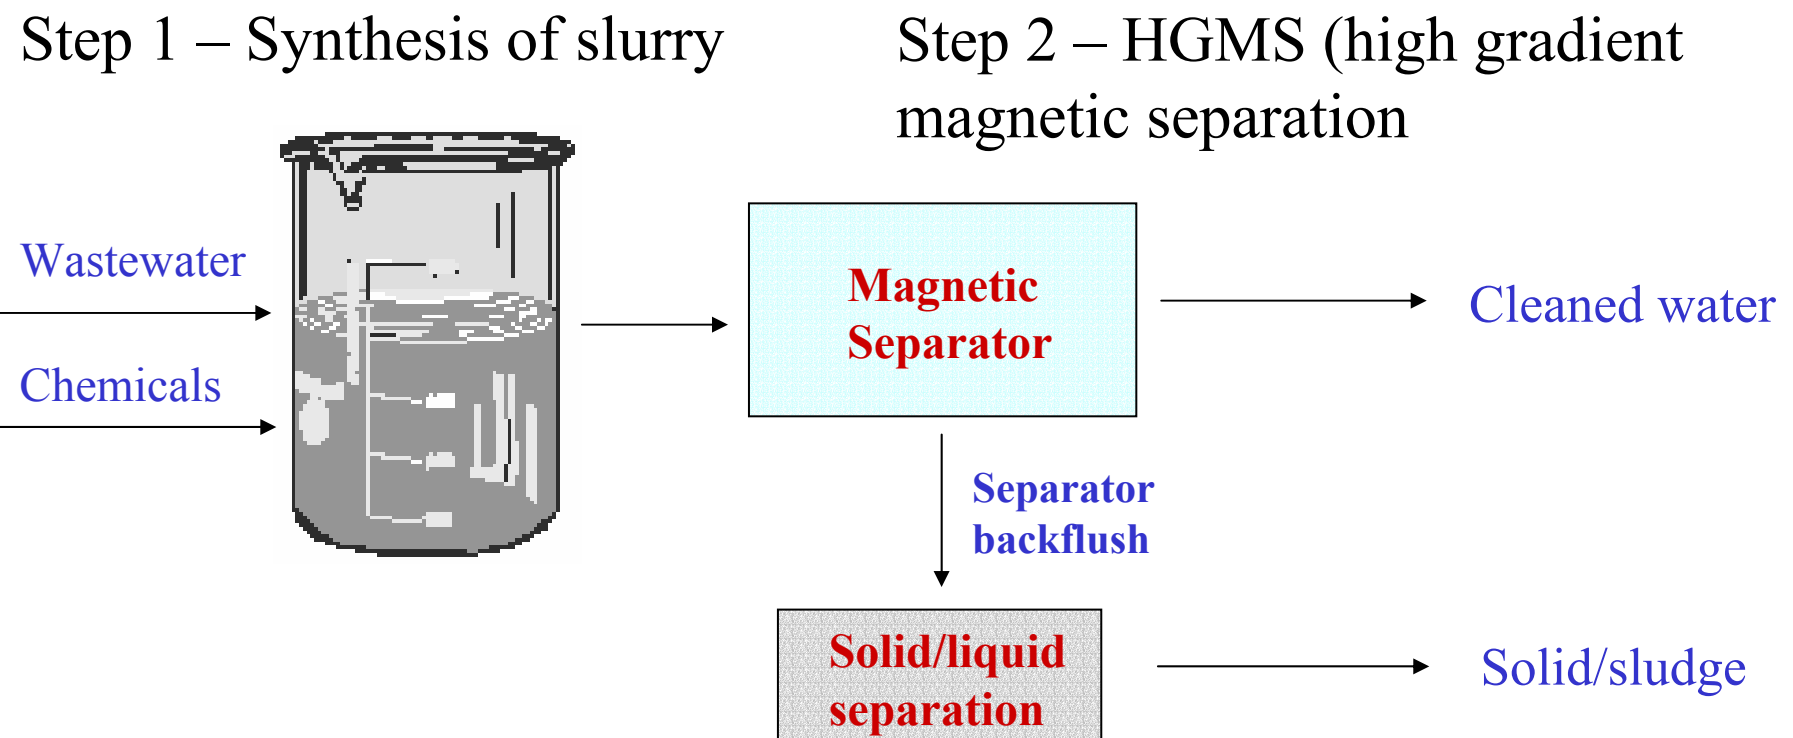 Step 1 – Synthesis of slurry
Step 2 – HGMS (high gradient
magnetic separation
Wastewater
Chemicals
Magnetic
Separator
Cleaned water
Separator
backflush
Solid/liquid
separation
Solid/sludge